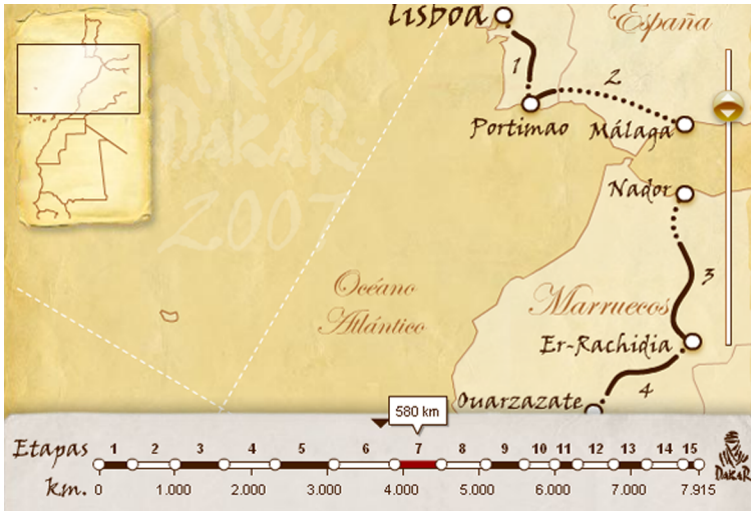 Lisboa
España
1
2
DAKAR
2007
Portimao
Málaga
Nador
3
Océano
Atlántico
Marruecos
Er-Rachidia
4
Ouarzazate
580 km
Etapas 1 2 3 4 5 6 7 8 9 10 11 12 13 14 15
km. 0 1.000 2.000 3.000 4.000 5.000 6.000 7.000 7.915
DAKAR